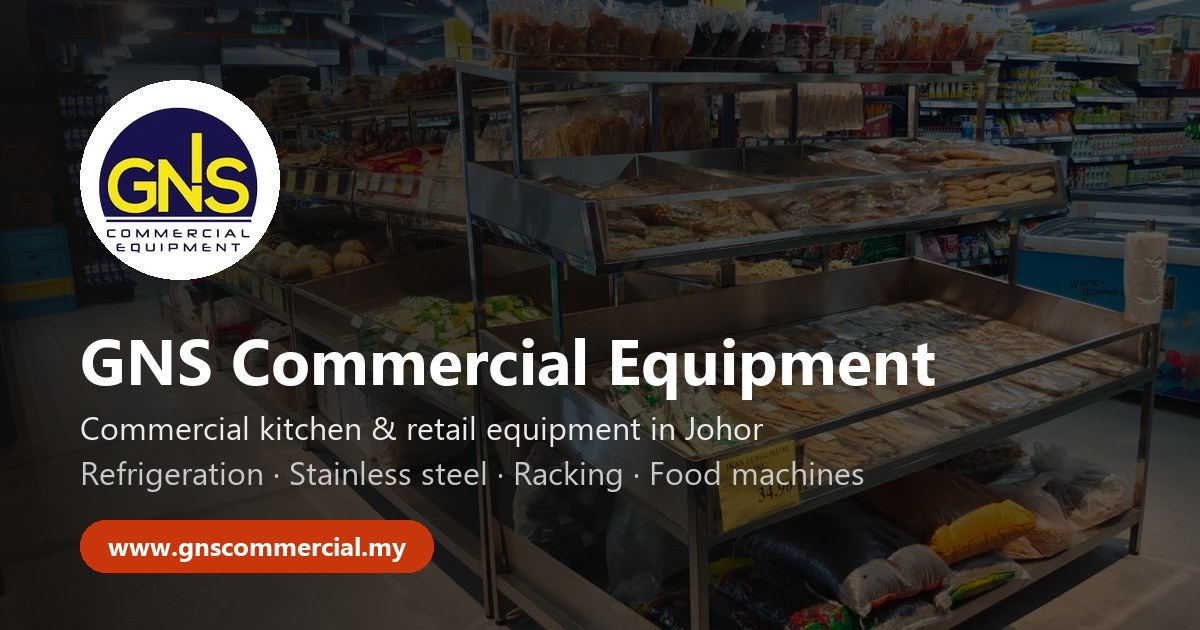 GNS
COMMERCIAL
EQUIPMENT
GNS Commercial Equipment
Commercial kitchen & retail equipment in Johor
Refrigeration · Stainless steel · Racking · Food machines
www.gnscommercial.my